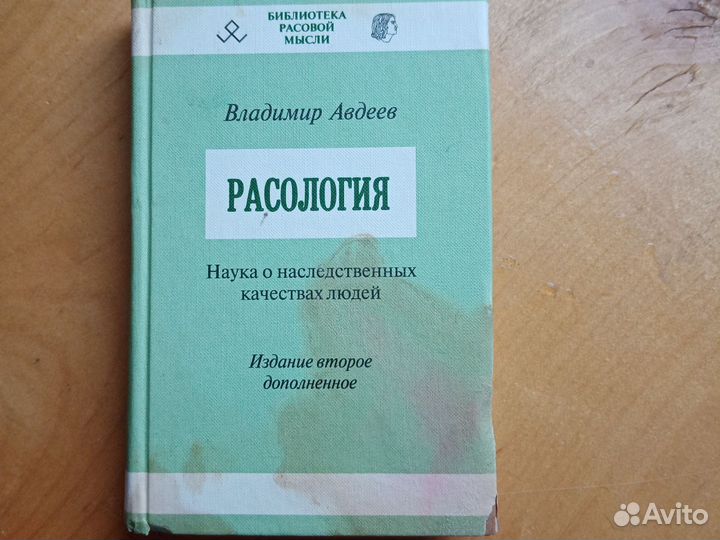 БИБЛИОТЕКА
РАСОВОЙ
МЫСЛИ
Владимир Авдеев
РАСОЛОГИЯ
Наука о наследственных
качествах людей
Издание второе
дополненное
Avito